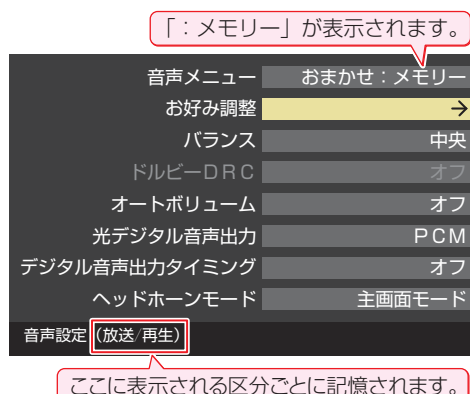 「：メモリー」が表示されます。
音声メニュー おまかせ：メモリー
お好み調整 →
バランス 中央
ドルビーＤＲＣ オフ
オートボリューム オフ
光デジタル音声出力 ＰＣＭ
デジタル音声出力タイミング オフ
ヘッドホーンモード 主画面モード
音声設定 （放送/再生）
ここに表示される区分ごとに記憶されます。